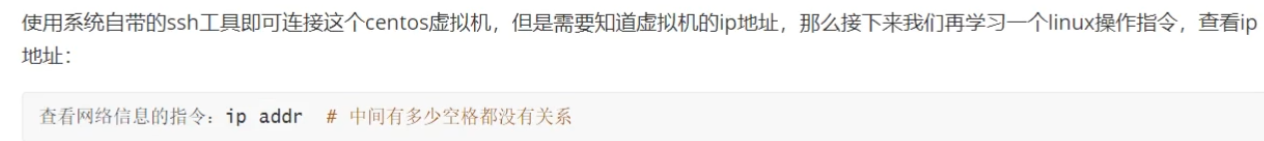 使用系统自带的ssh工具即可连接这个centos虚拟机，但是需要知道虚拟机的ip地址，那么接下来我们再学习一个linux操作指令，查看ip
地址：
查看网络信息的指令：ip addr  # 中间有多少空格都没有关系